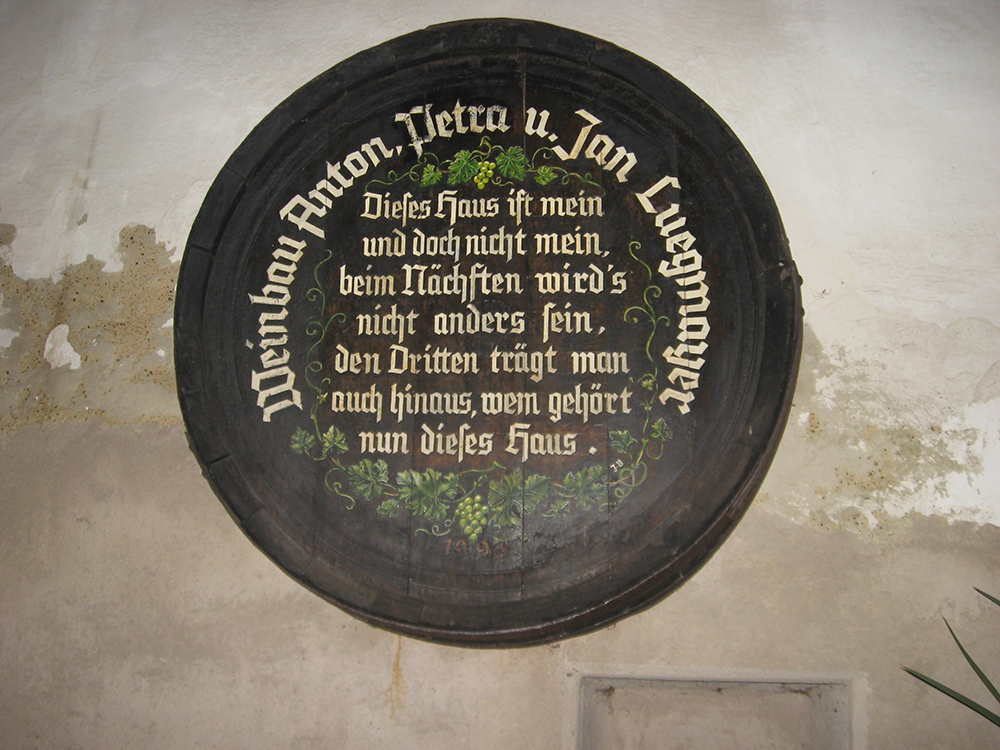 Weinbau Anton, Petra u. Jan Luegmayer
Dieſes Haus iſt mein
und doch nicht mein,
beim Nächſten wird's
nicht anders ſein,
den Dritten trägt man
auch hinaus, wem gehört
nun dieſes Haus.
JB